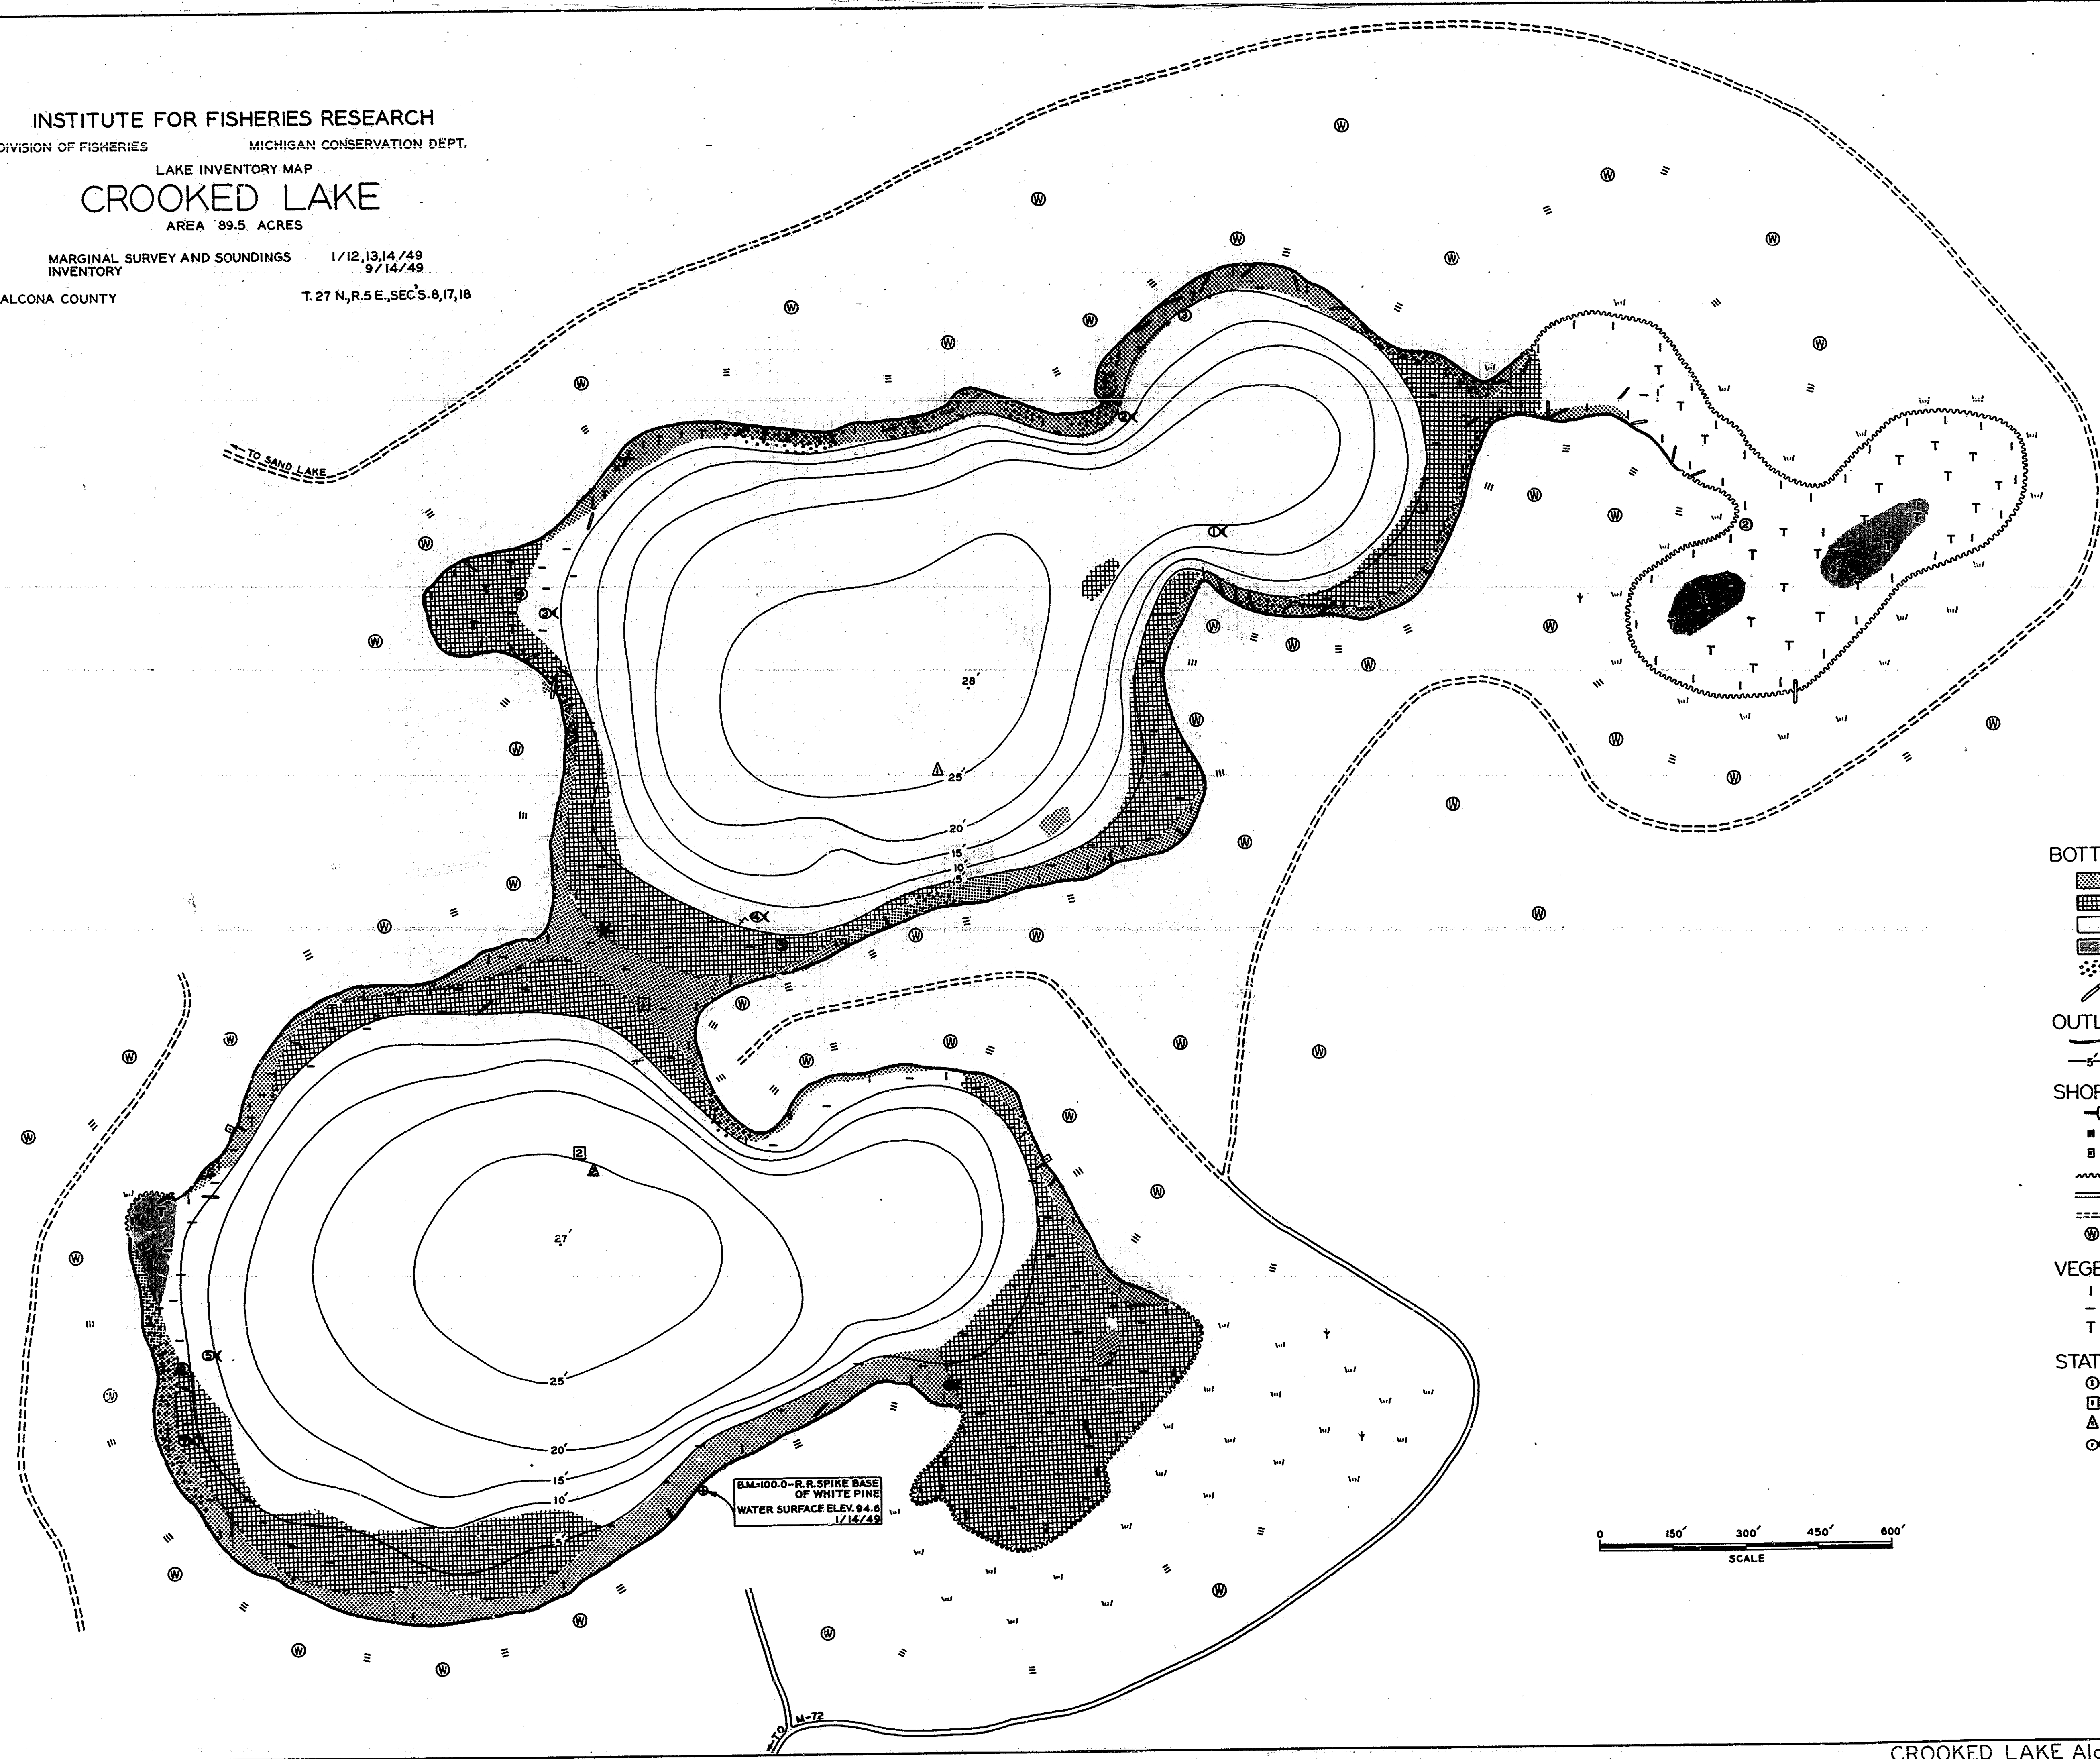 INSTITUTE FOR FISHERIES RESEARCH
DIVISION OF FISHERIES MICHIGAN CONSERVATION DEPT.
LAKE INVENTORY MAP
CROOKED LAKE
AREA 89.5 ACRES
MARGINAL SURVEY AND SOUNDINGS 1/12,13,14/49
INVENTORY 9/14/49
ALCONA COUNTY T. 27 N., R.5 E., SEC'S. 8,17,18
TO SAND LAKE
28'
25'
20'
15'
10'
5'
27'
25'
20'
15'
10'
5'
B.M.=100.0-R.R.SPIKE BASE
OF WHITE PINE
WATER SURFACE ELEV. 94.6
1/14/49
TO M-72
0 150' 300' 450' 600'
SCALE
BOTT
OUTL
5'
SHOR
VEGE
T
STAT
CROOKED LAKE Al